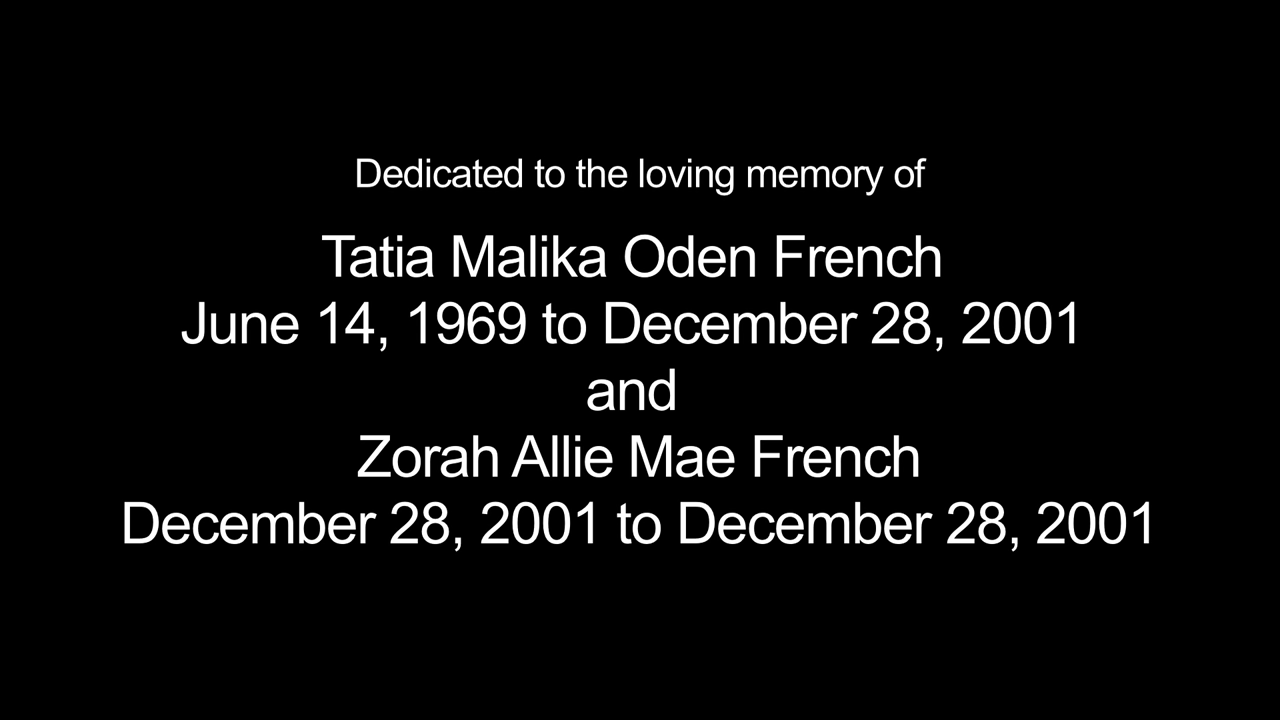 Dedicated to the loving memory of
Tatia Malika Oden French
June 14, 1969 to December 28, 2001
and
Zorah Allie Mae French
December 28, 2001 to December 28, 2001